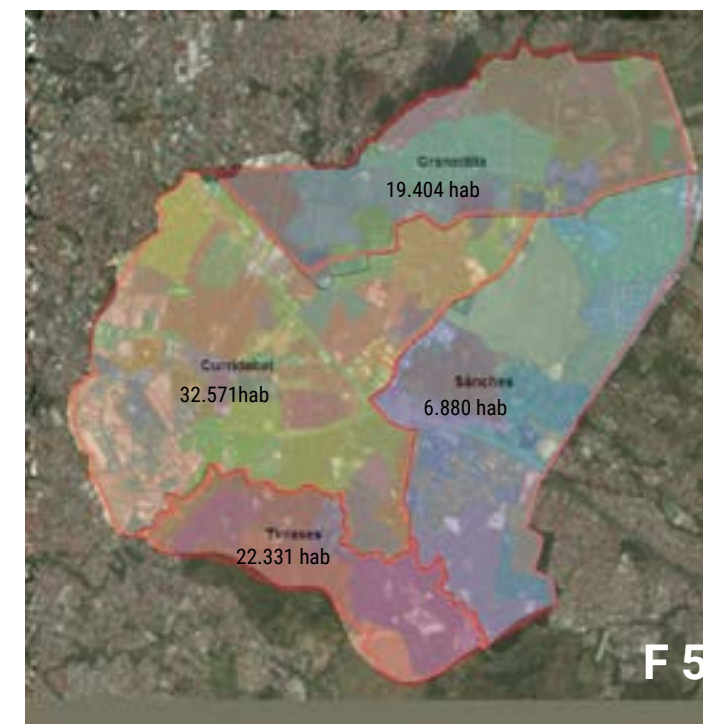 Granadilla
19.404 hab
Curridabat
32.571hab
Sánchez
6.880 hab
Tirrases
22.331 hab
F 5